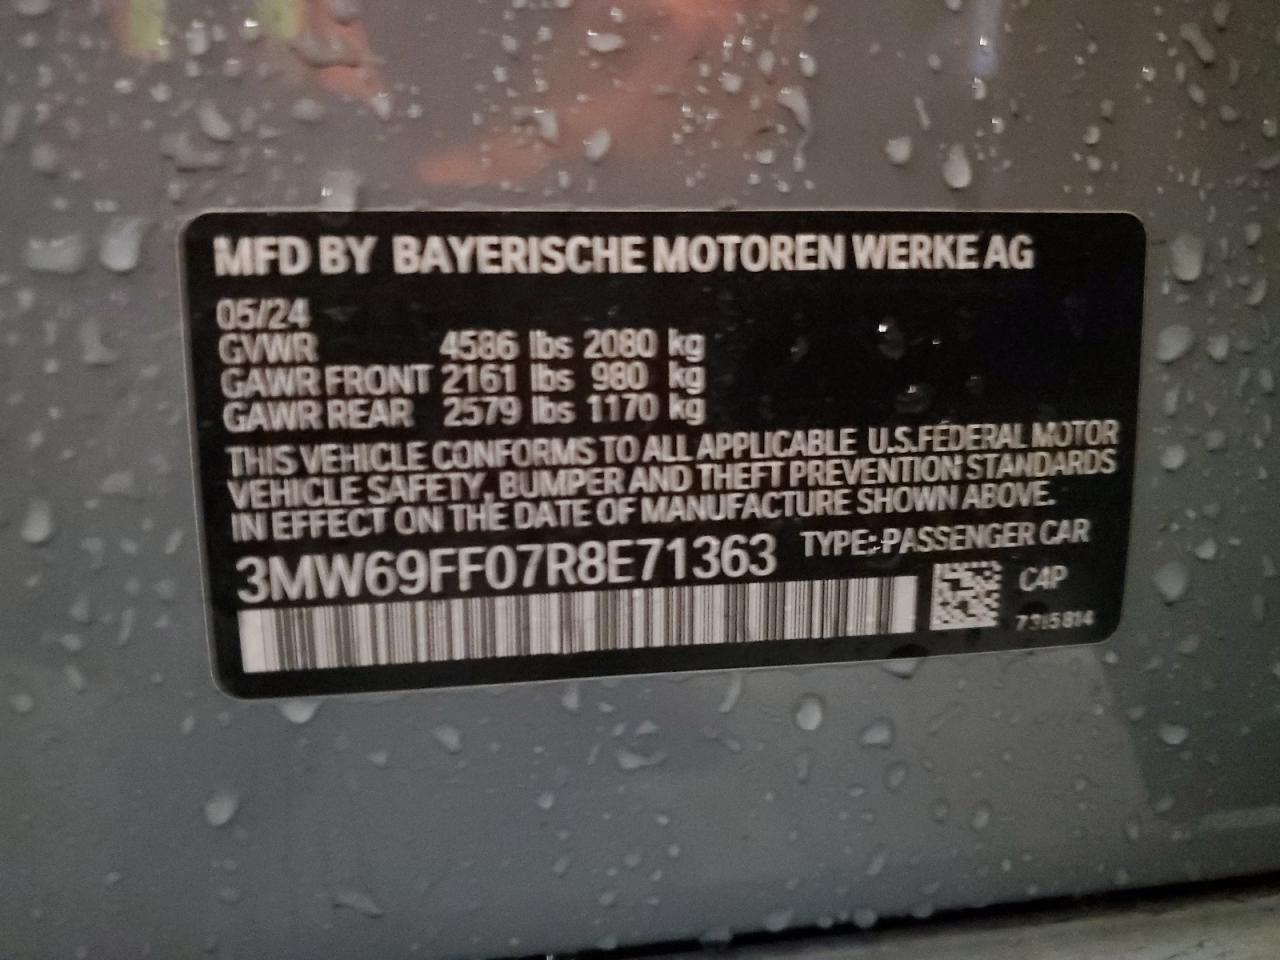 MFD BY BAYERISCHE MOTOREN WERKE AG
05/24
GVWR 4586 lbs 2080 kg
GAWR FRONT 2161 lbs 980 kg
GAWR REAR 2579 lbs 1170 kg
THIS VEHICLE CONFORMS TO ALL APPLICABLE U.S.FEDERAL MOTOR
VEHICLE SAFETY, BUMPER AND THEFT PREVENTION STANDARDS
IN EFFECT ON THE DATE OF MANUFACTURE SHOWN ABOVE.
3MW69FF07R8E71363 TYPE: PASSENGER CAR
C4P